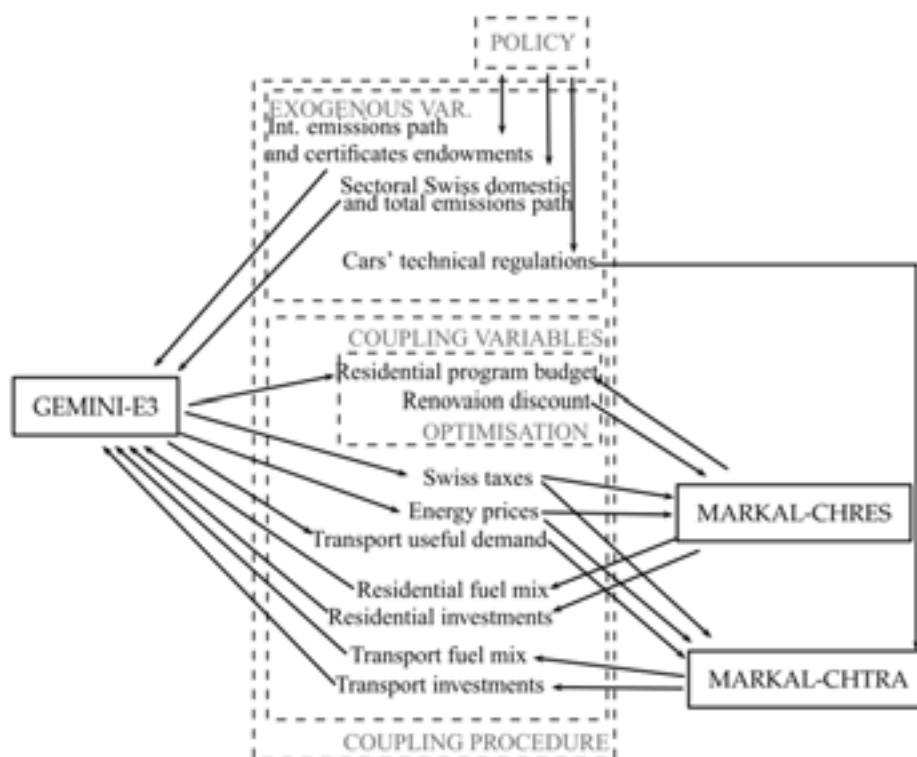 POLICY
EXOGENOUS VAR.
Int. emissions path
and certificates endowments
Sectoral Swiss domestic
and total emissions path
Cars' technical regulations
COUPLING VARIABLES
Residential program budget
Renovaion discount
OPTIMISATION
GEMINI-E3
Swiss taxes
Energy prices
Transport useful demand
MARKAL-CHRES
Residential fuel mix
Residential investments
Transport fuel mix
Transport investments
MARKAL-CHTRA
COUPLING PROCEDURE